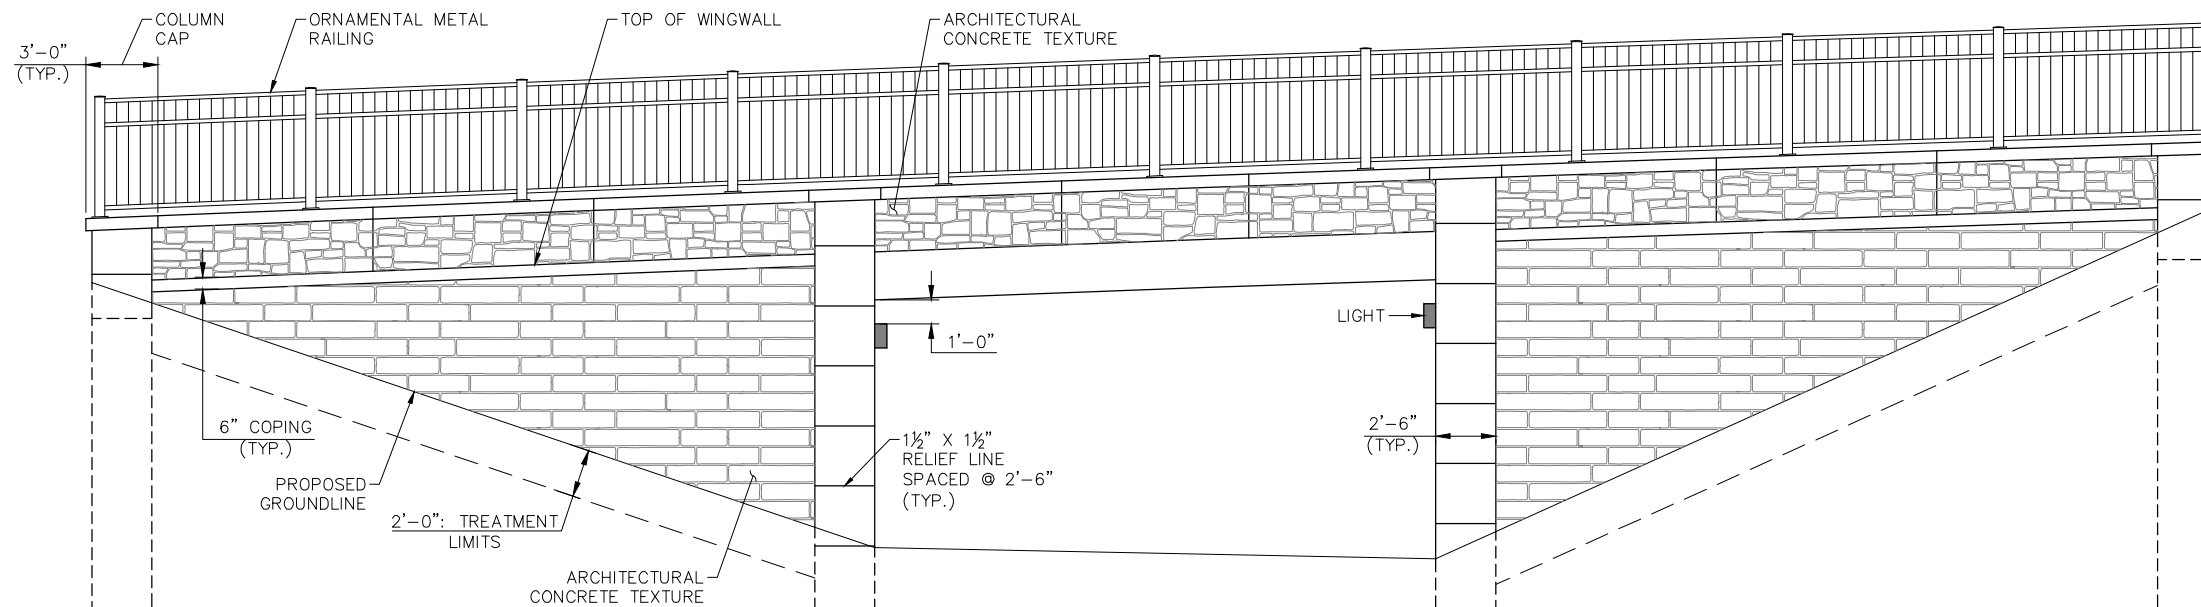 COLUMN
CAP
ORNAMENTAL METAL
RAILING
TOP OF WINGWALL
ARCHITECTURAL
CONCRETE TEXTURE
3'-0"
(TYP.)
LIGHT
1'-0"
6" COPING
(TYP.)
2'-6"
(TYP.)
1½" X 1½"
RELIEF LINE
SPACED @ 2'-6"
(TYP.)
PROPOSED
GROUNDLINE
2'-0": TREATMENT
LIMITS
ARCHITECTURAL
CONCRETE TEXTURE